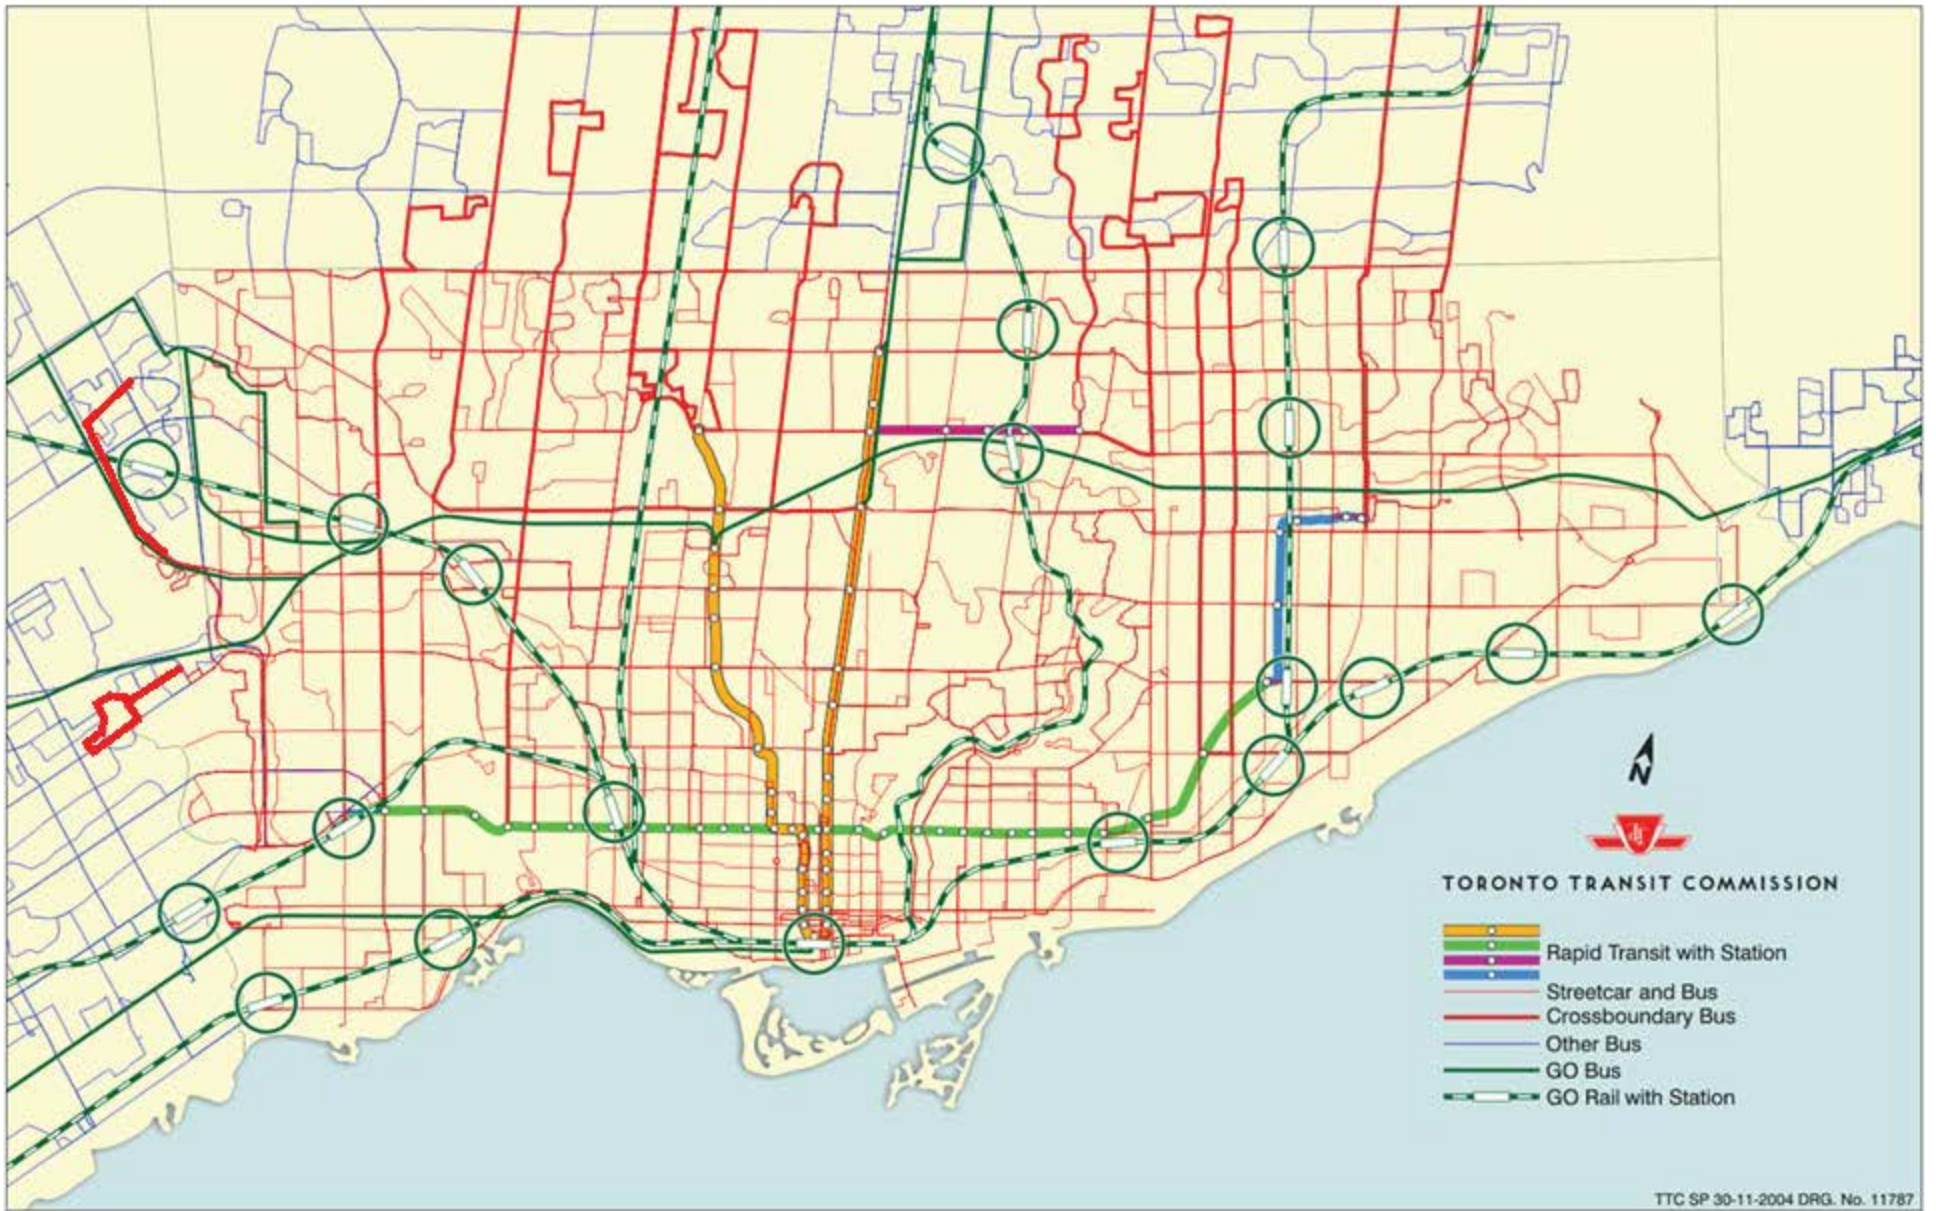 N
TORONTO TRANSIT COMMISSION
Rapid Transit with Station
Streetcar and Bus
Crossboundary Bus
Other Bus
GO Bus
GO Rail with Station
TTC SP 30-11-2004 DRG. No. 11787